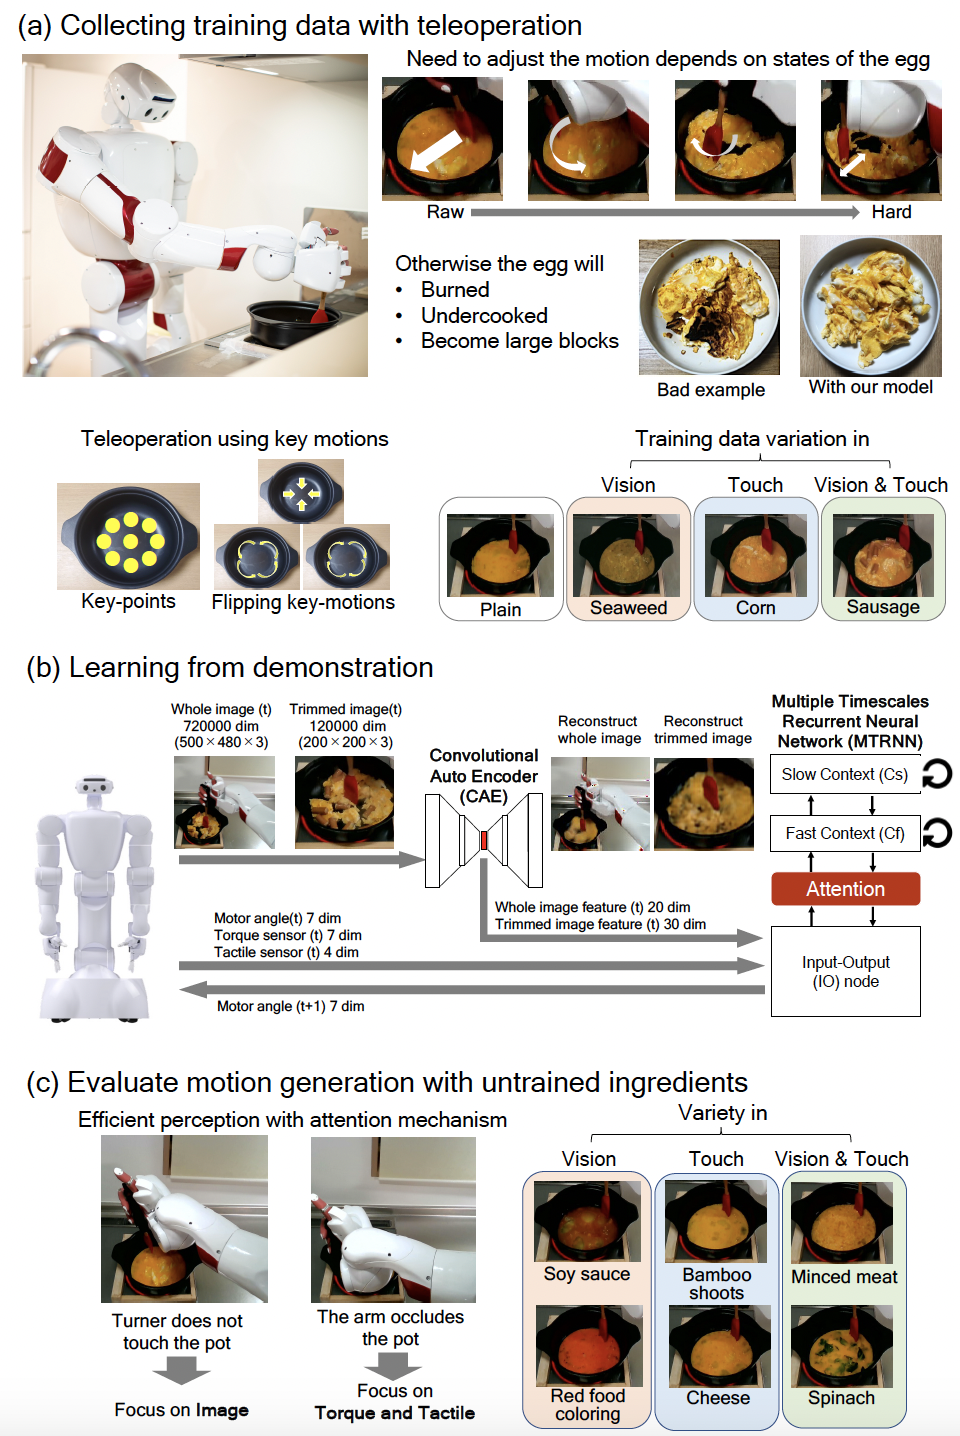 (a) Collecting training data with teleoperation
Need to adjust the motion depends on states of the egg
Raw
Hard
Otherwise the egg will
• Burned
• Undercooked
• Become large blocks
Bad example
With our model
Teleoperation using key motions
Key-points
Flipping key-motions
Training data variation in
Vision
Touch
Vision & Touch
Plain
Seaweed
Corn
Sausage
(b) Learning from demonstration
Whole image (t)
720000 dim
(500×480×3)
Trimmed image(t)
120000 dim
(200×200×3)
Convolutional
Auto Encoder
(CAE)
Reconstruct
whole image
Reconstruct
trimmed image
Multiple Timescales
Recurrent Neural
Network (MTRNN)
Slow Context (Cs)
Fast Context (Cf)
Attention
Input-Output
(IO) node
Whole image feature (t) 20 dim
Trimmed image feature (t) 30 dim
Motor angle(t) 7 dim
Torque sensor (t) 7 dim
Tactile sensor (t) 4 dim
Motor angle (t+1) 7 dim
(c) Evaluate motion generation with untrained ingredients
Efficient perception with attention mechanism
Turner does not
touch the pot
Focus on Image
The arm occludes
the pot
Focus on
Torque and Tactile
Variety in
Vision
Touch
Vision & Touch
Soy sauce
Bamboo
shoots
Minced meat
Red food
coloring
Cheese
Spinach